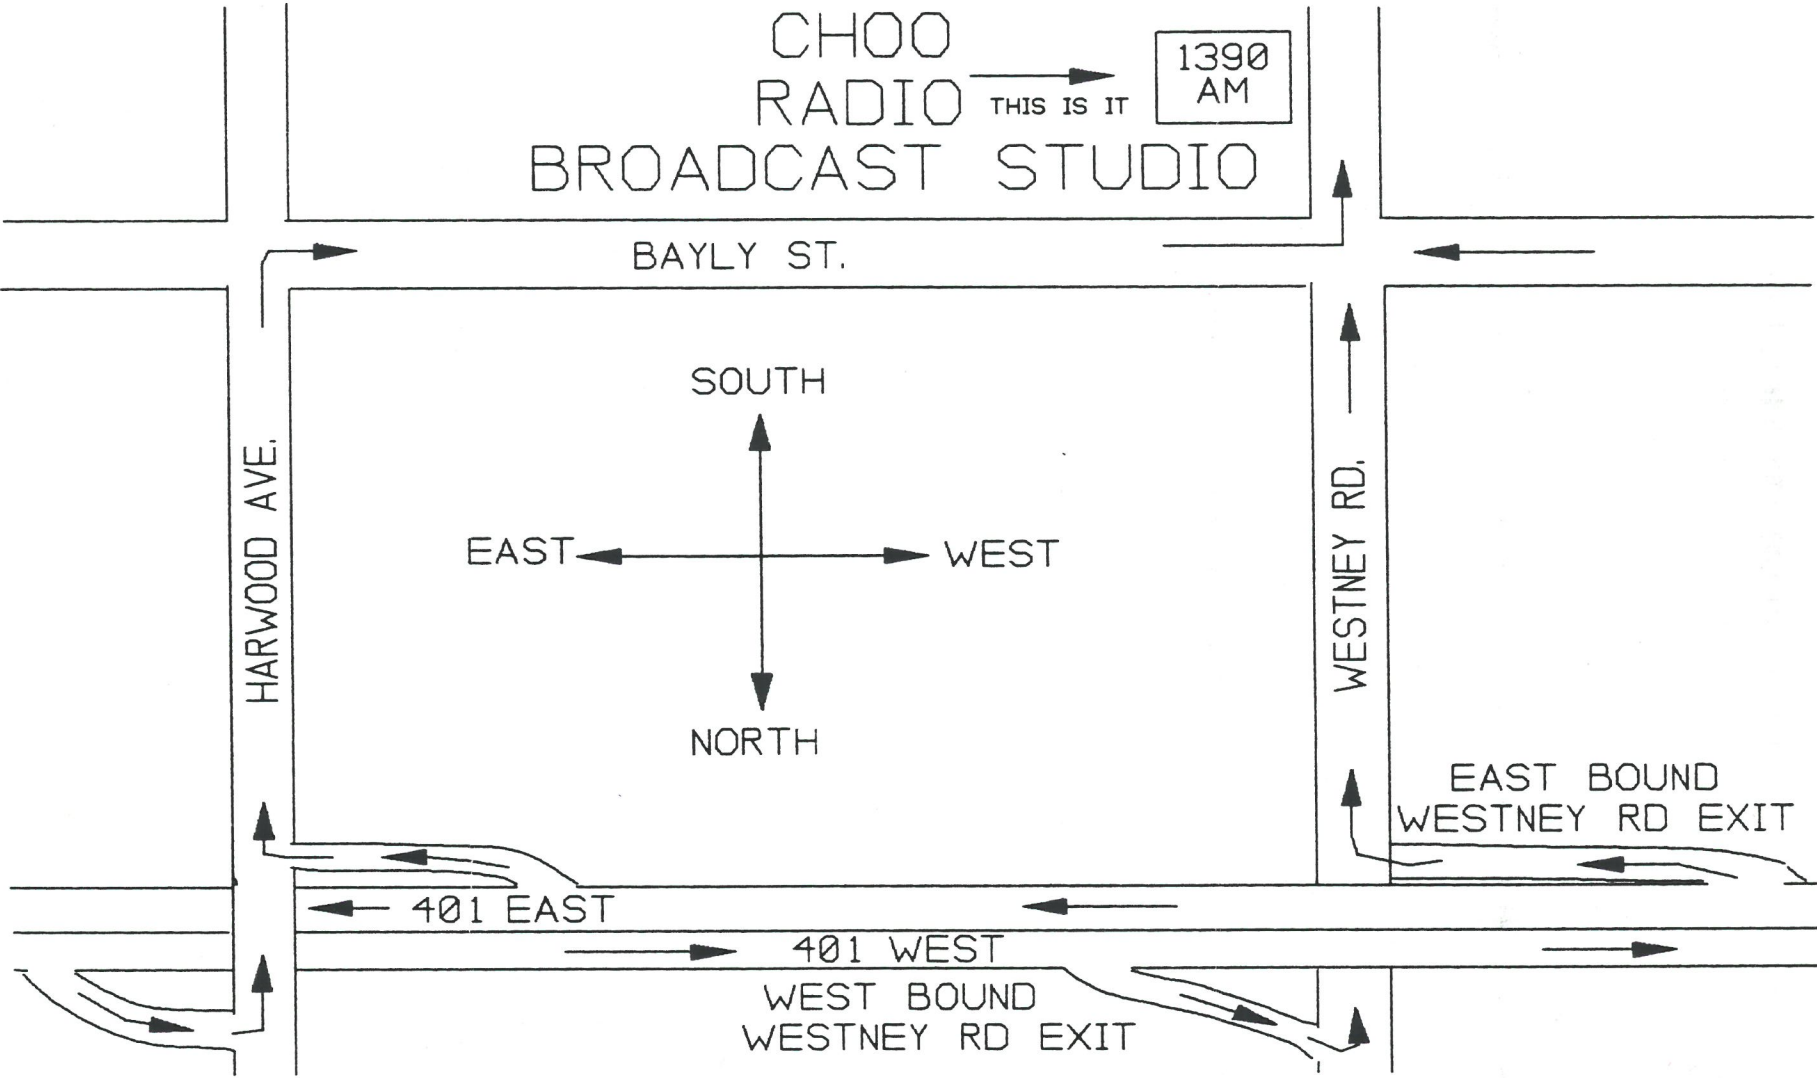 CHOO
RADIO
THIS IS IT
1390
AM
BROADCAST STUDIO
BAYLY ST.
SOUTH
HARWOOD AVE.
WESTNEY RD.
EAST
WEST
NORTH
EAST BOUND
WESTNEY RD EXIT
401 EAST
401 WEST
WEST BOUND
WESTNEY RD EXIT